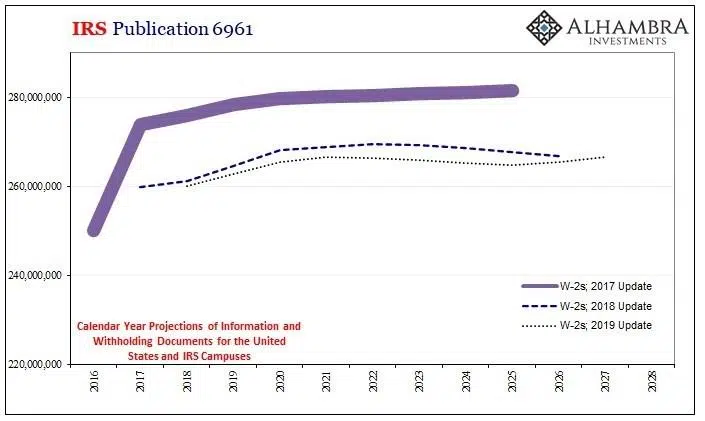 IRS Publication 6961
ALHAMBRA
INVESTMENTS
280,000,000
260,000,000
240,000,000
220,000,000
W-2s; 2017 Update
W-2s; 2018 Update
W-2s; 2019 Update
Calendar Year Projections of Information and
Withholding Documents for the United
States and IRS Campuses
2016
2017
2018
2019
2020
2021
2022
2023
2024
2025
2026
2027
2028